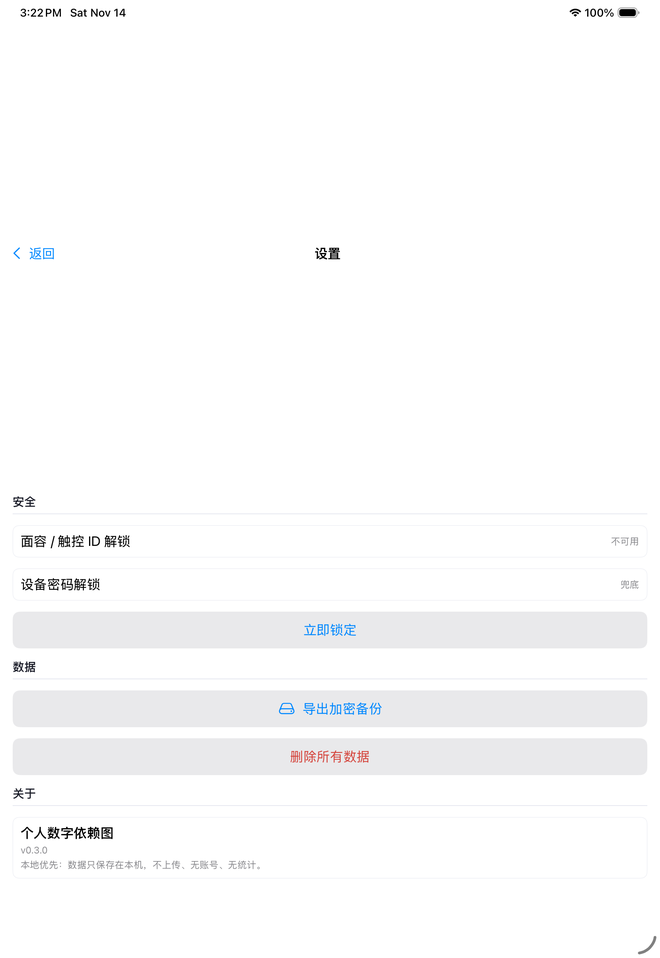 3:22 PM Sat Nov 14
100%
返回
设置
安全
面容 / 触控 ID 解锁
不可用
设备密码解锁
兜底
立即锁定
数据
导出加密备份
删除所有数据
关于
个人数字依赖图
v0.3.0
本地优先：数据只保存在本机，不上传、无账号、无统计。